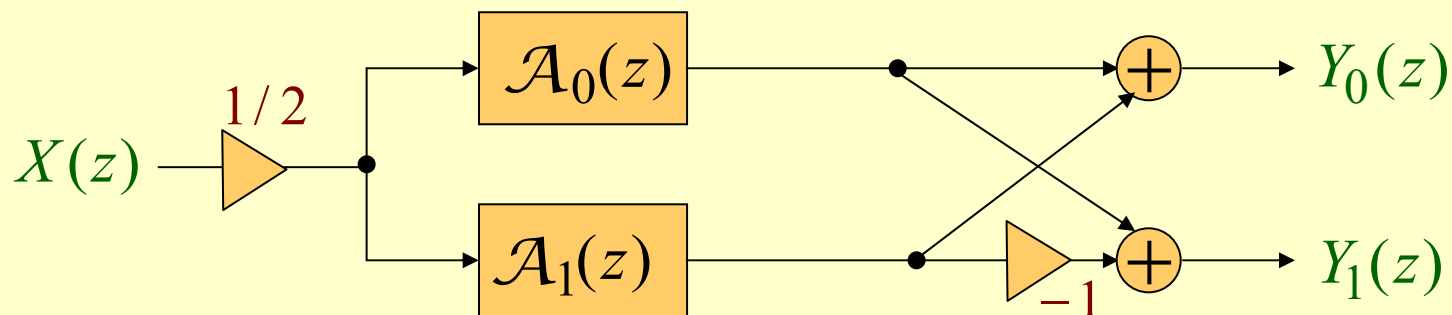 𝒜₀(z)
+
Y₀(z)
1/2
X(z)
𝒜₁(z)
+
Y₁(z)
−1